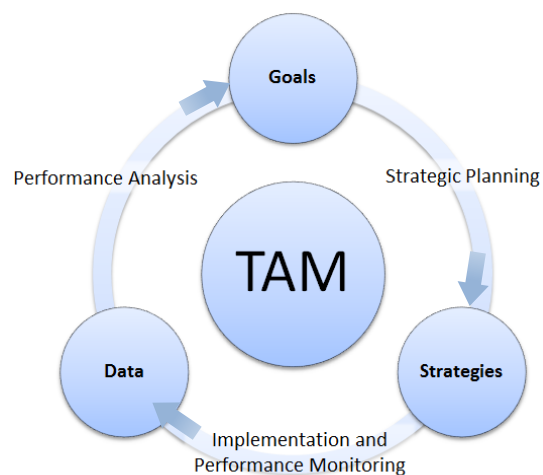 Goals
Performance Analysis
Strategic Planning
TAM
Data
Strategies
Implementation and
Performance Monitoring